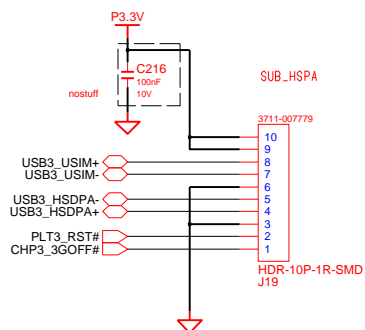 P3.3V
C216
100nF
10V
nostuff
SUB_HSPA
3711-007779
10
9
USB3_USIM+ 8
USB3_USIM- 7
6
USB3_HSDPA- 5
USB3_HSDPA+ 4
3
PLT3_RST# 2
CHP3_3GOFF# 1
HDR-10P-1R-SMD
J19